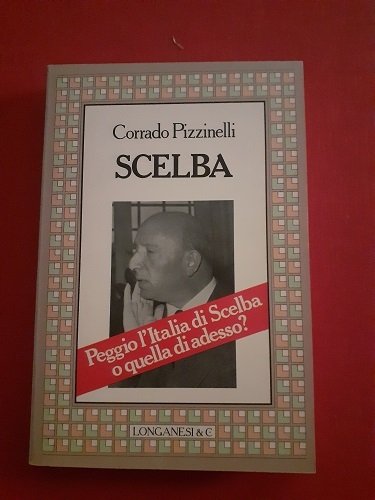 Corrado Pizzinelli
SCELBA
Peggio l'Italia di Scelba
o quella di adesso?
LONGANESI & C.